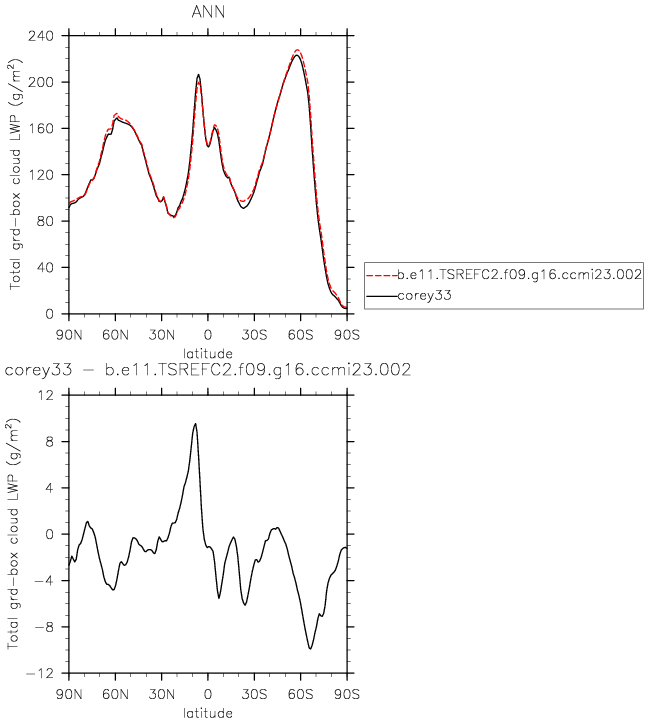 ANN
Total grd-box cloud LWP (g/m²)
240
200
160
120
80
40
0
90N 60N 30N 0 30S 60S 90S
latitude
b.e11.TSREFC2.f09.g16.ccmi23.002
corey33
corey33 - b.e11.TSREFC2.f09.g16.ccmi23.002
Total grd-box cloud LWP (g/m²)
12
8
4
0
-4
-8
-12
90N 60N 30N 0 30S 60S 90S
latitude